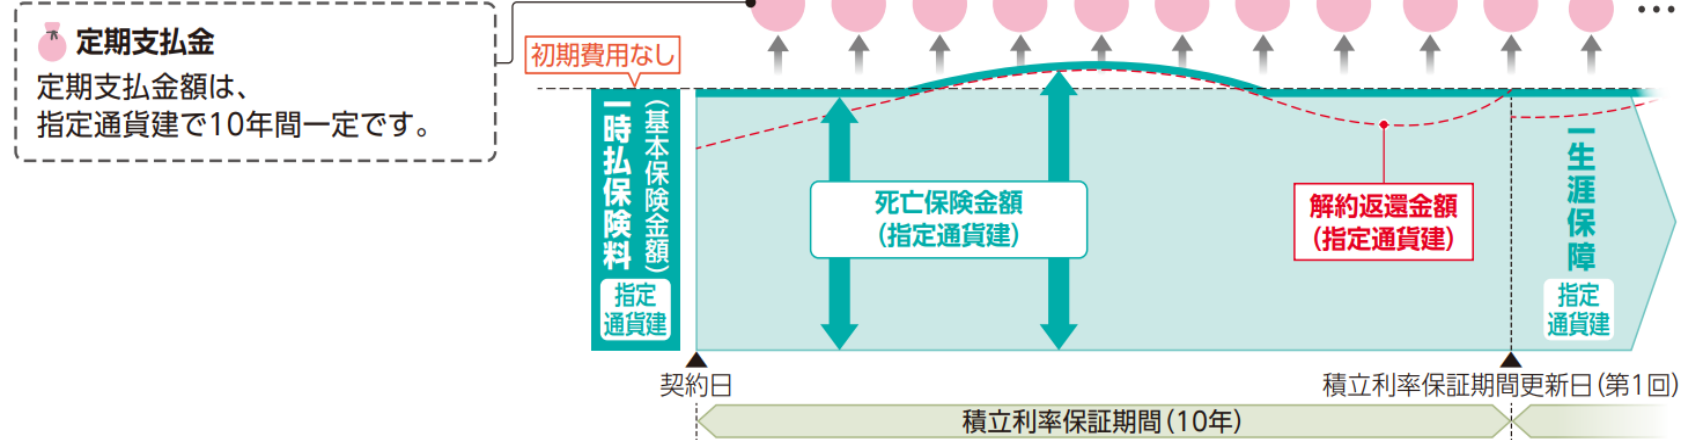 定期支払金
定期支払金額は、
指定通貨建で10年間一定です。
初期費用なし
一時払保険料
（基本保険金額）
指定
通貨建
死亡保険金額
（指定通貨建）
解約返還金額
（指定通貨建）
一生涯保障
指定
通貨建
…
契約日
積立利率保証期間更新日（第1回）
積立利率保証期間（10年）